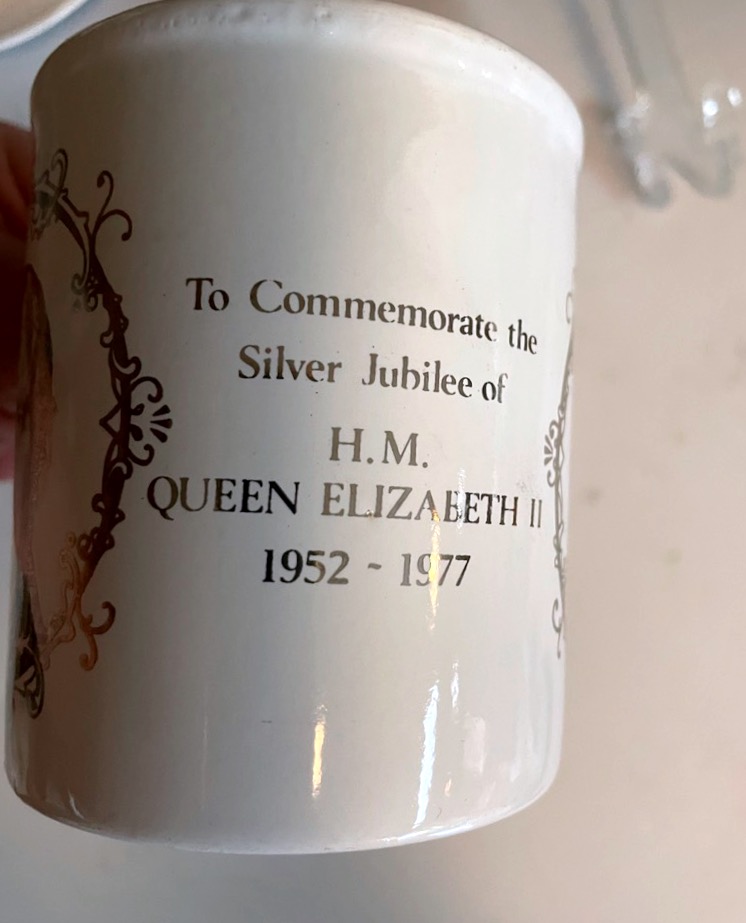 To Commemorate the
Silver Jubilee of
H.M.
QUEEN ELIZABETH II
1952 ~ 1977